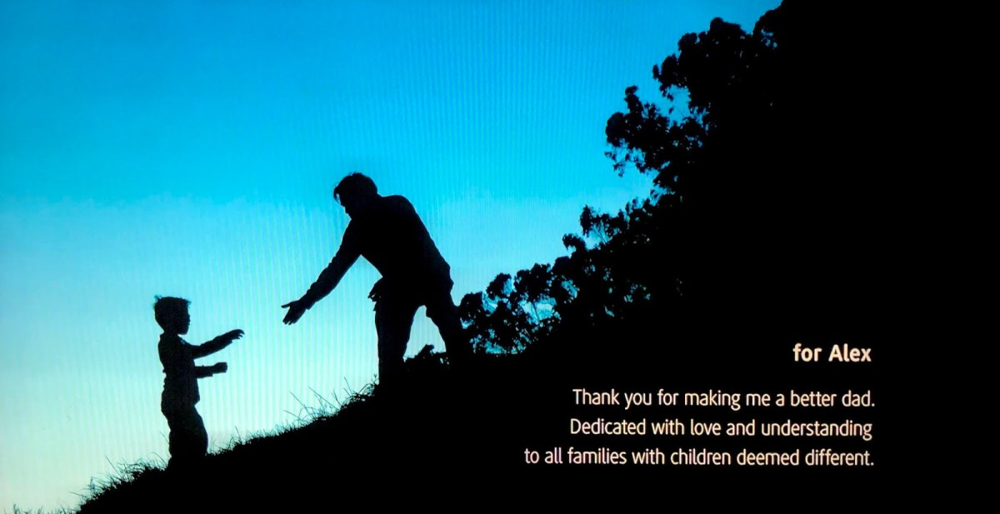 for Alex
Thank you for making me a better dad.
Dedicated with love and understanding
to all families with children deemed different.